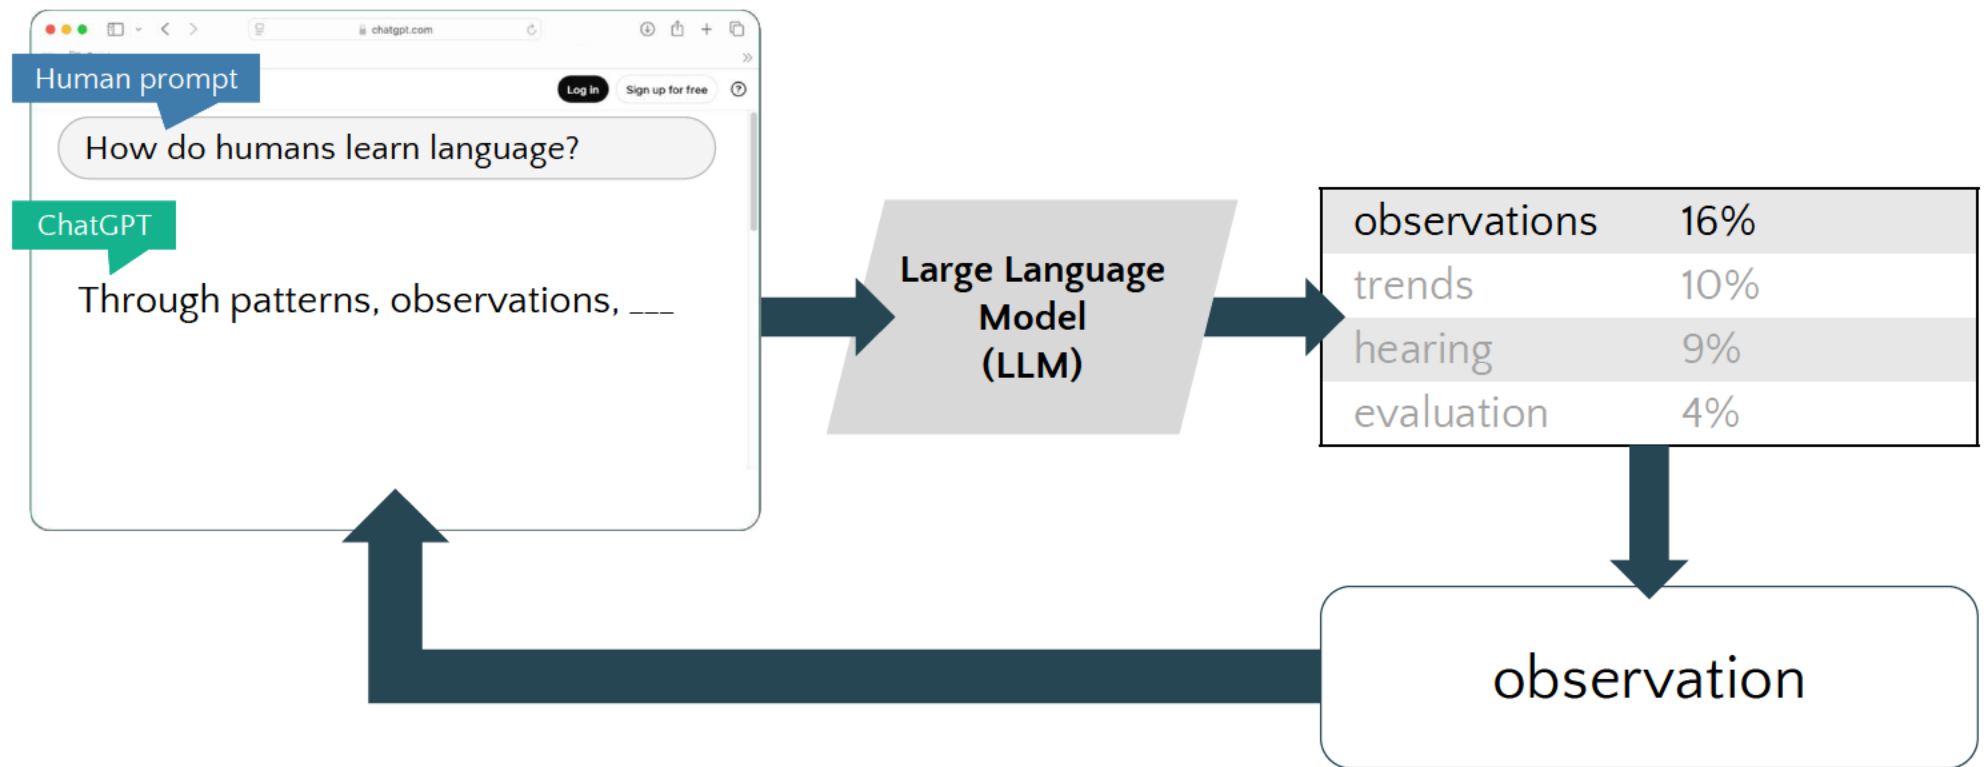 chatgpt.com
Human prompt
Log in
Sign up for free
How do humans learn language?
ChatGPT
Through patterns, observations, ___
Large Language
Model
(LLM)
observations 16%
trends 10%
hearing 9%
evaluation 4%
observation